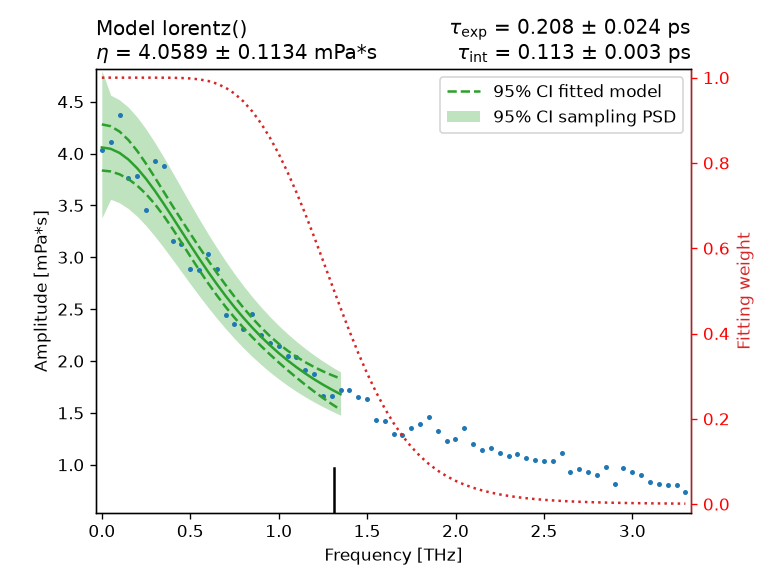 Model lorentz()
η = 4.0589 ± 0.1134 mPa*s
τexp = 0.208 ± 0.024 ps
τint = 0.113 ± 0.003 ps
95% CI fitted model
95% CI sampling PSD
4.5
4.0
3.5
3.0
2.5
2.0
1.5
1.0
Amplitude [mPa*s]
1.0
0.8
0.6
0.4
0.2
0.0
Fitting weight
0.0 0.5 1.0 1.5 2.0 2.5 3.0
Frequency [THz]